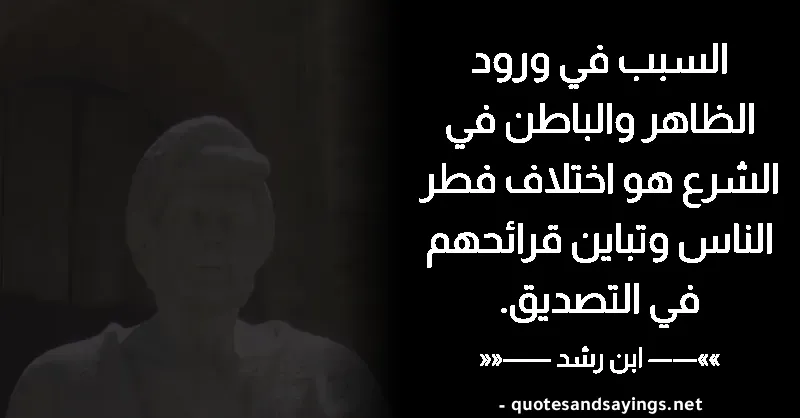 السبب في ورود
الظاهر والباطن في
الشرع هو اختلاف فطر
الناس وتباين قرائحهم
في التصديق.
»»——— ابن رشد ———««
- quotesandsayings.net